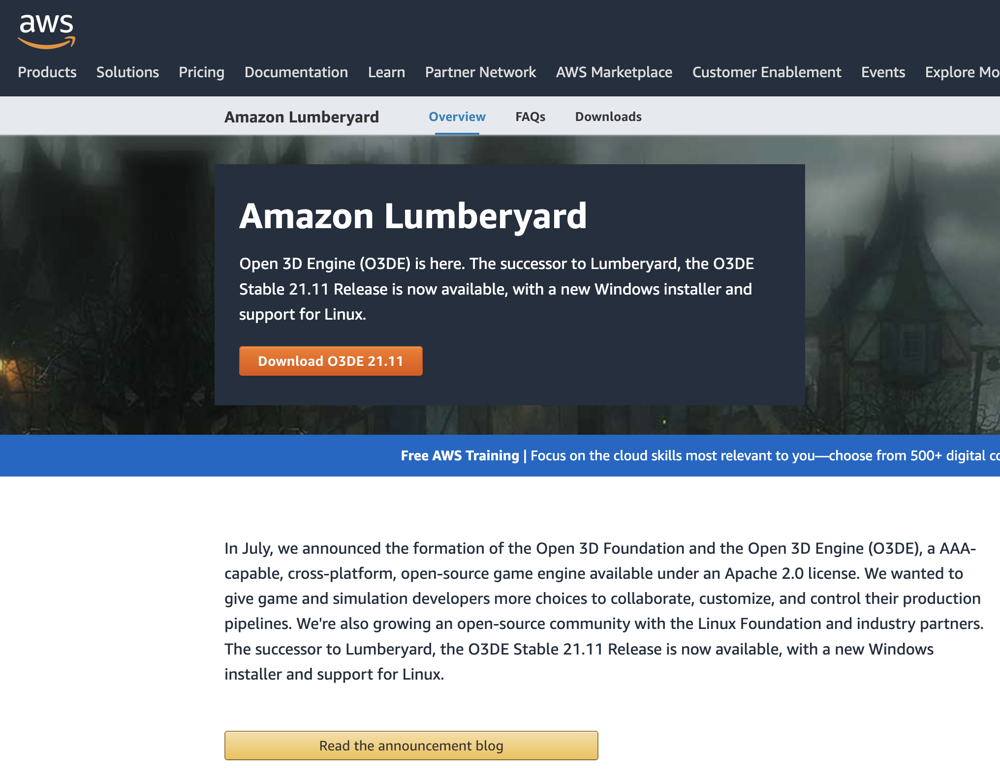 aws
Products Solutions Pricing Documentation Learn Partner Network AWS Marketplace Customer Enablement Events Explore Mo
Amazon Lumberyard Overview FAQs Downloads
Amazon Lumberyard
Open 3D Engine (O3DE) is here. The successor to Lumberyard, the O3DE
Stable 21.11 Release is now available, with a new Windows installer and
support for Linux.
Download O3DE 21.11
Free AWS Training | Focus on the cloud skills most relevant to you—choose from 500+ digital co
In July, we announced the formation of the Open 3D Foundation and the Open 3D Engine (O3DE), a AAA-
capable, cross-platform, open-source game engine available under an Apache 2.0 license. We wanted to
give game and simulation developers more choices to collaborate, customize, and control their production
pipelines. We're also growing an open-source community with the Linux Foundation and industry partners.
The successor to Lumberyard, the O3DE Stable 21.11 Release is now available, with a new Windows
installer and support for Linux.
Read the announcement blog